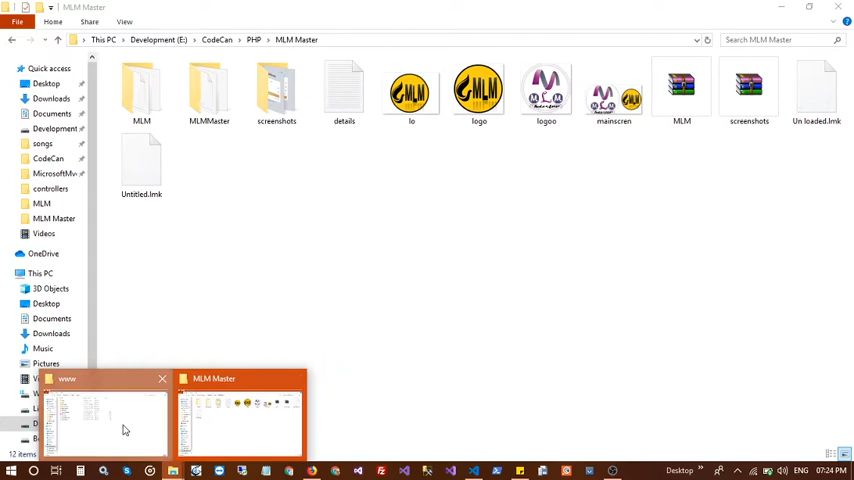 MLM Master
File Home Share View
This PC Development (E:) CodeCan PHP MLM Master
Search MLM Master
Quick access
Desktop
Downloads
Documents
Development
songs
CodeCan
MicrosoftMv
controllers
MLM
MLM Master
Videos
OneDrive
This PC
3D Objects
Desktop
Documents
Downloads
Music
Pictures
MLM MLMMaster screenshots details lo logo logoo mainscren MLM screenshots Un loaded.lmk
Untitled.lmk
www MLM Master
12 items
Desktop ENG 07:24 PM